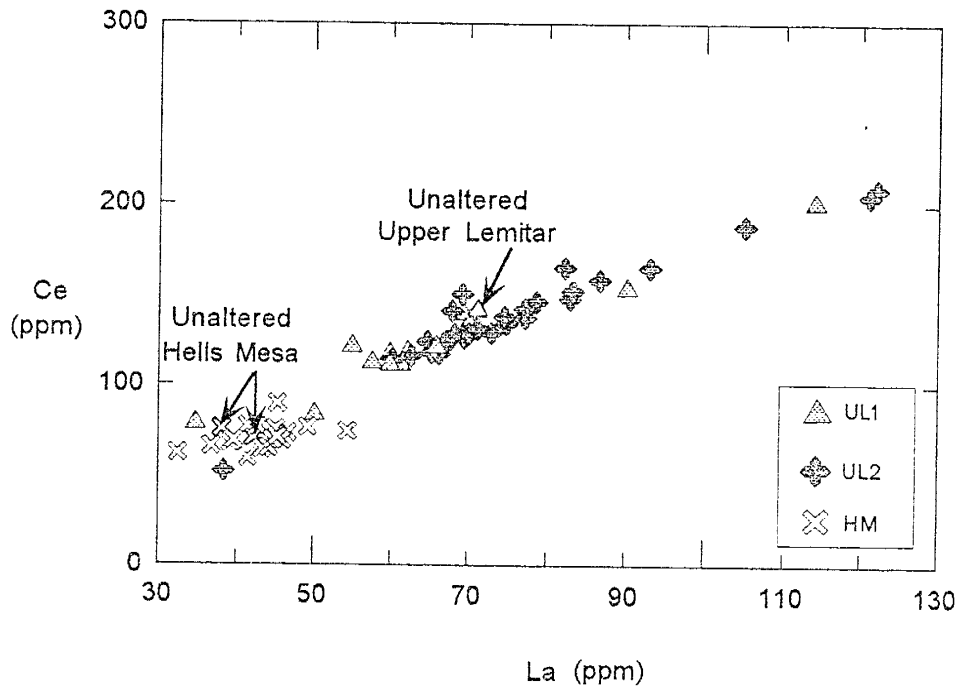 300
200
100
0
Ce
(ppm)
Unaltered
Upper Lemitar
Unaltered
Hells Mesa
UL1
UL2
HM
30
50
70
90
110
130
La (ppm)